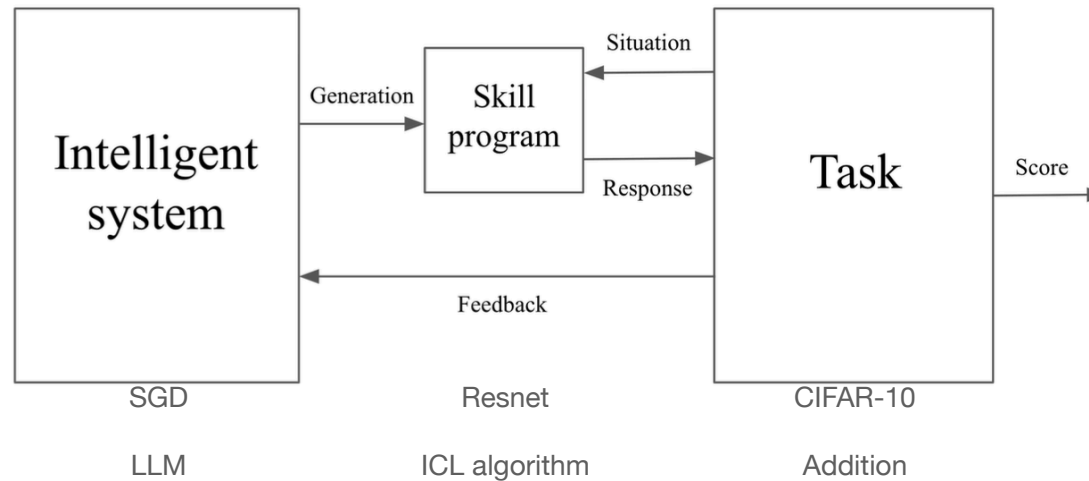 Situation
Generation
Skill
program
Intelligent
system
Task
Score
Response
Feedback
SGD
Resnet
CIFAR-10
LLM
ICL algorithm
Addition